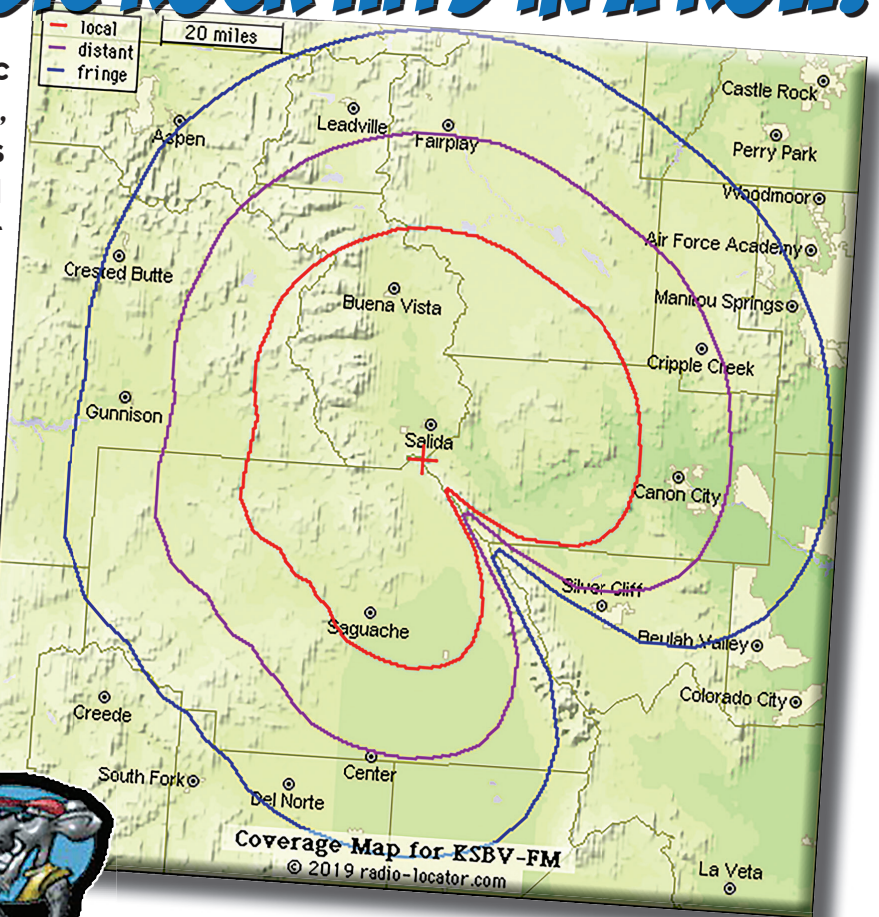 local
distant
fringe
20 miles
Castle Rock
Aspen
Leadville
Fairplay
Perry Park
Woodmoor
Air Force Academy
Crested Butte
Buena Vista
Manitou Springs
Cripple Creek
Gunnison
Salida
Canon City
Silver Cliff
Saguache
Beulah Valley
Creede
Colorado City
South Fork
Center
Del Norte
Coverage Map for KSBV-FM
© 2019 radio-locator.com
La Veta